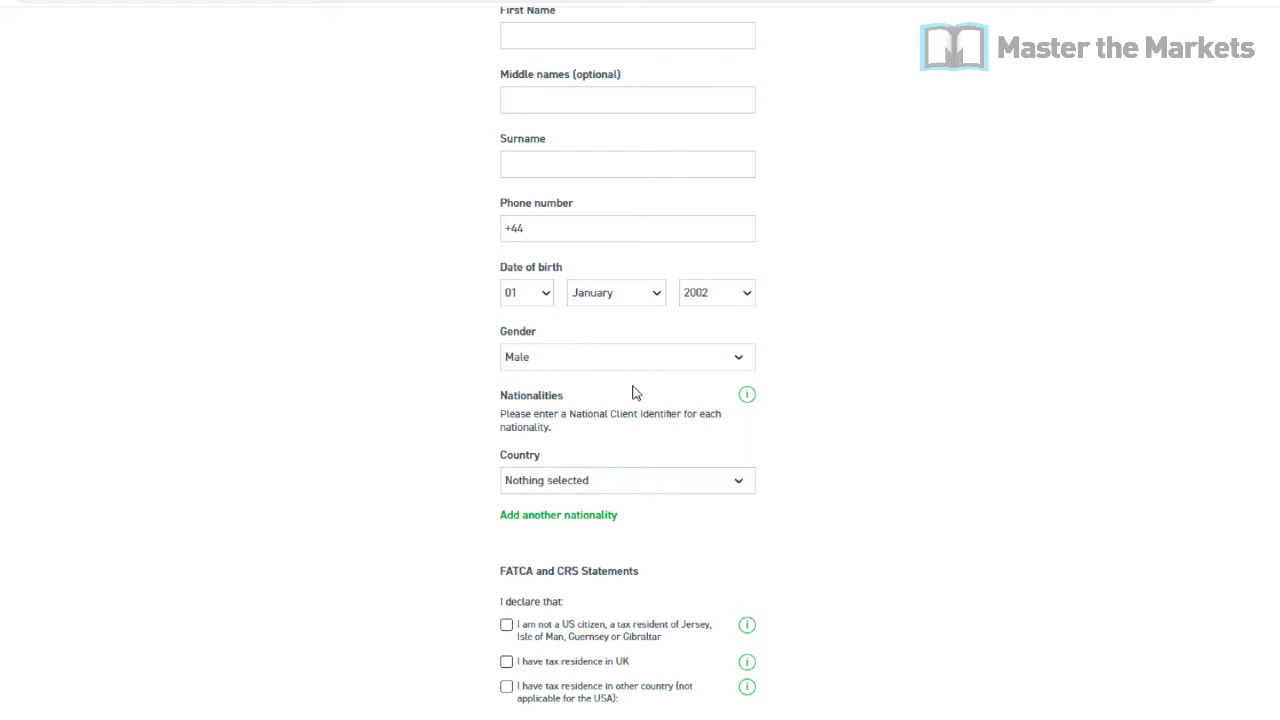 First Name
Master the Markets
Middle names (optional)
Surname
Phone number
+44
Date of birth
01 January 2002
Gender
Male
Nationalities
Please enter a National Client Identifier for each
nationality.
Country
Nothing selected
Add another nationality
FATCA and CRS Statements
I declare that:
I am not a US citizen, a tax resident of Jersey,
Isle of Man, Guernsey or Gibraltar
I have tax residence in UK
I have tax residence in other country (not
applicable for the USA):